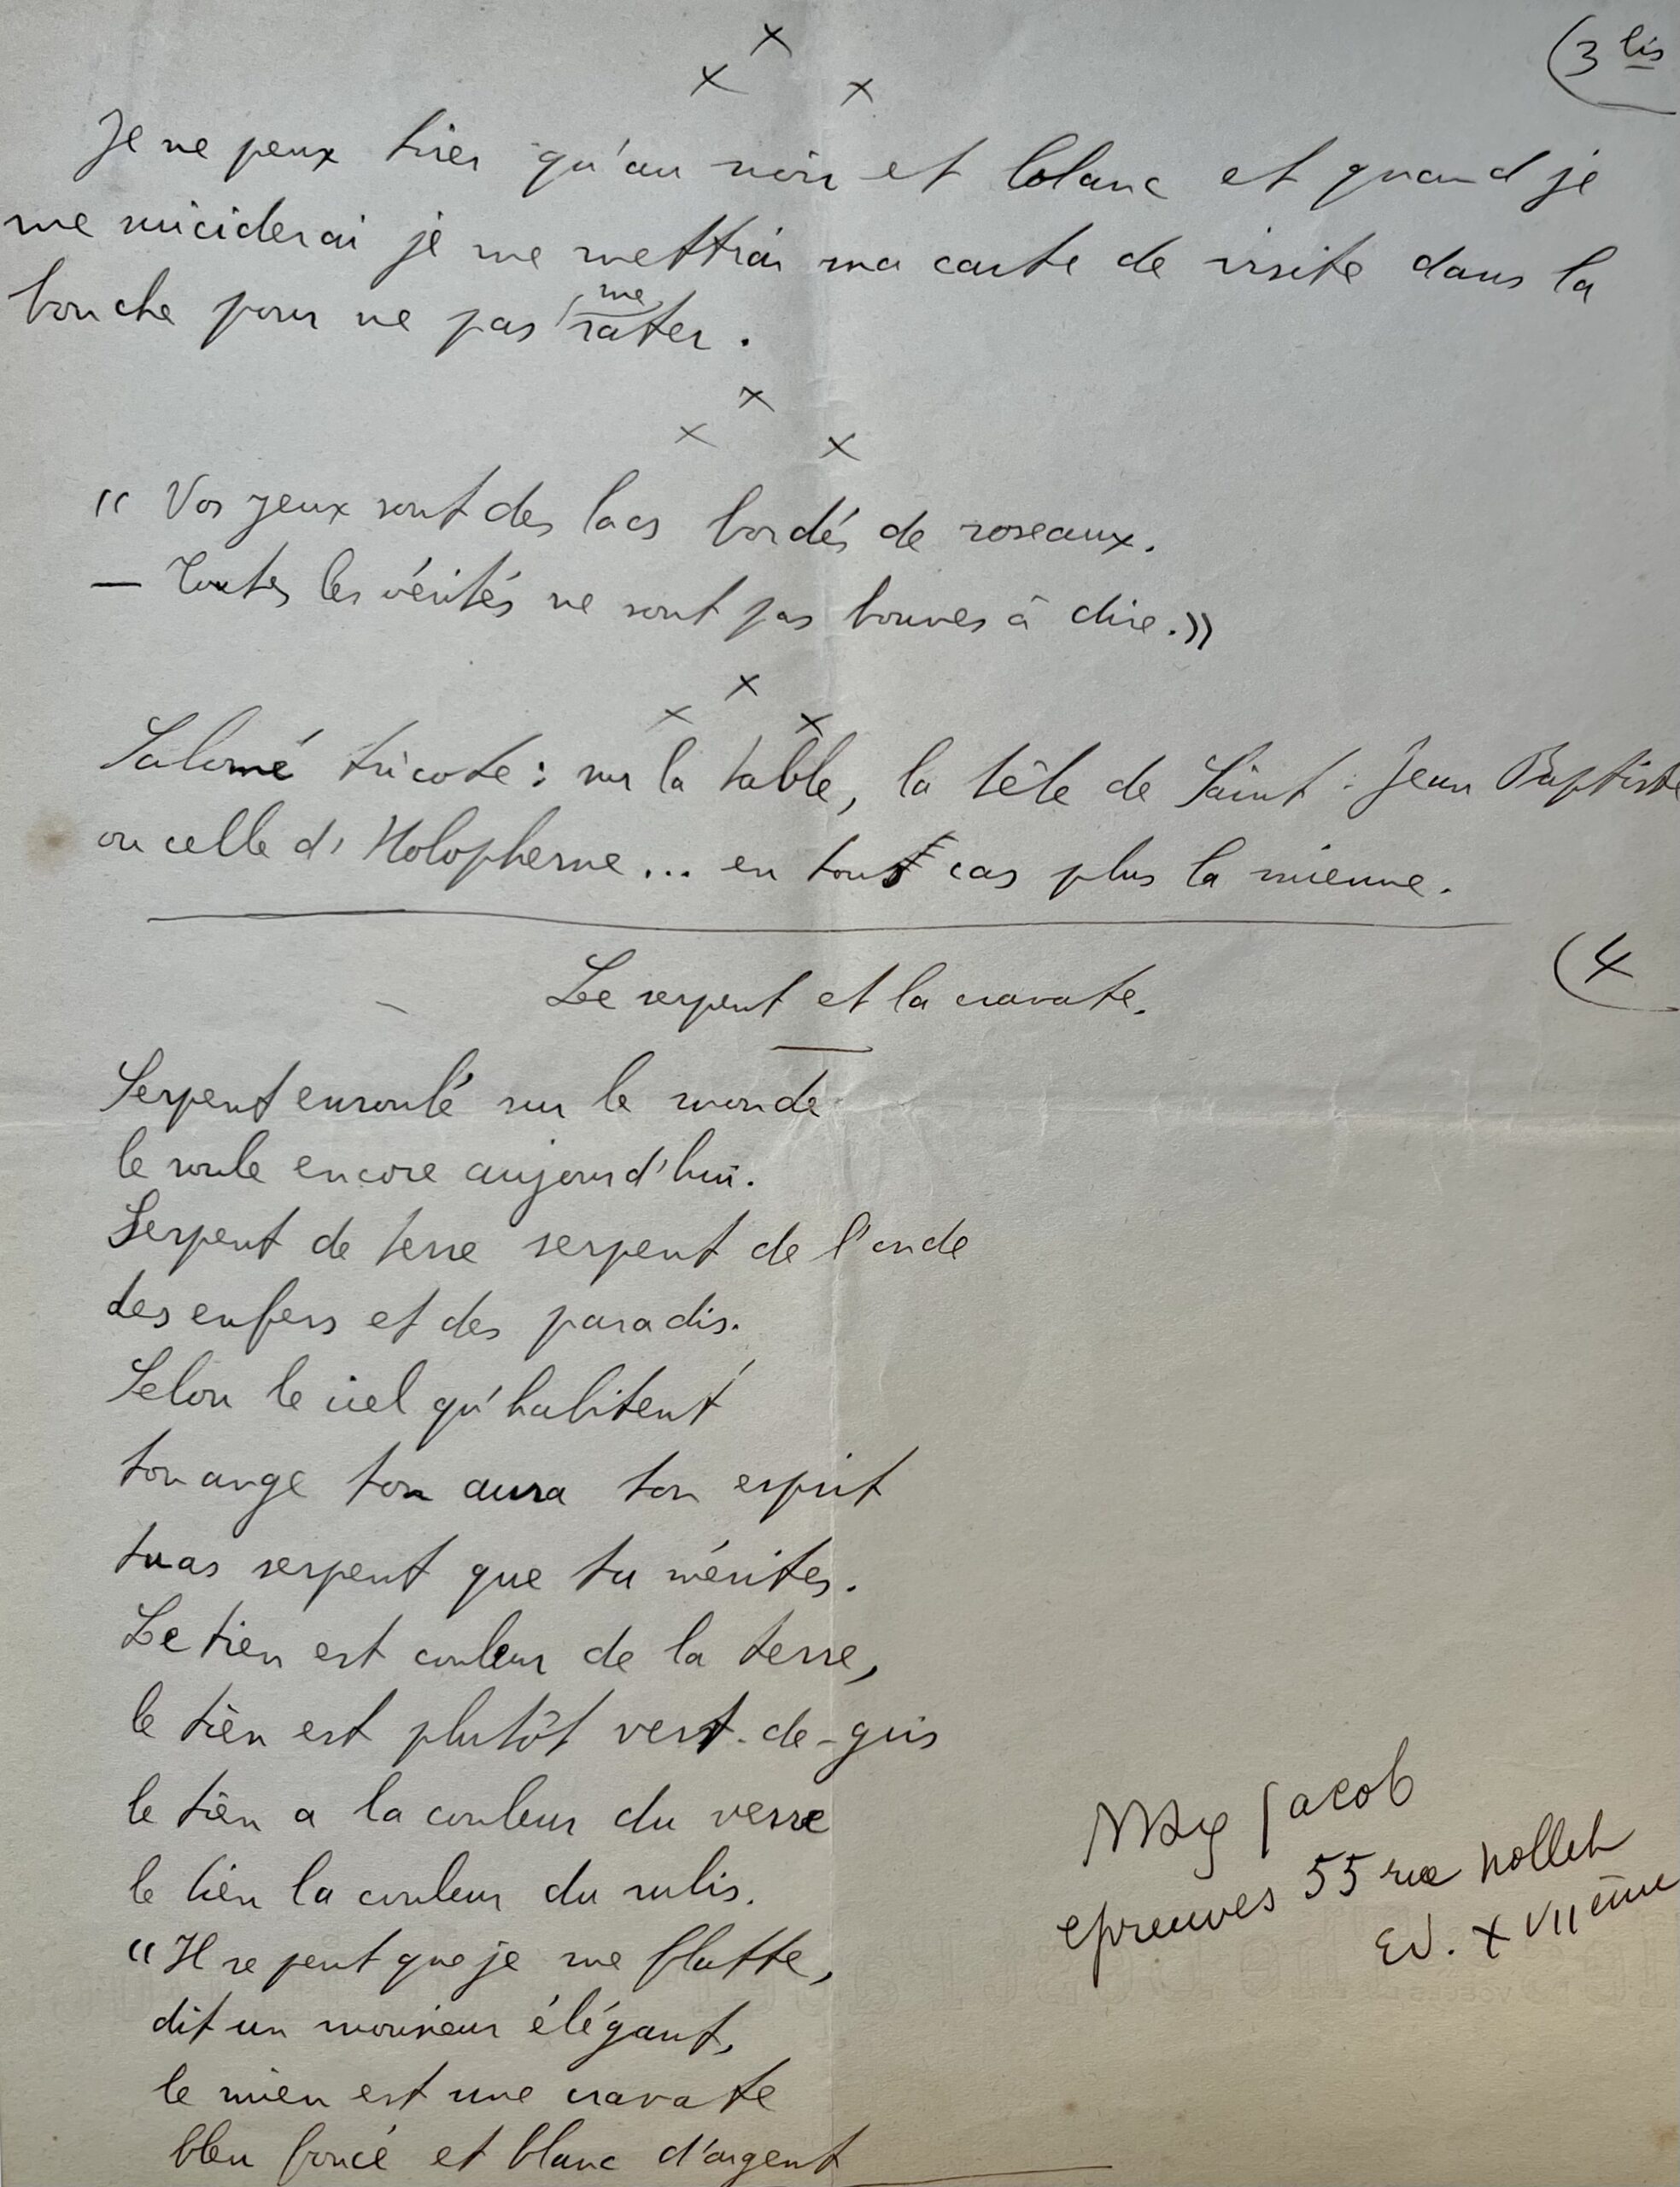 (3 bis
x
x x
Je ne peux tirer qu'au noir et blanc et quand je
me suiciderai je me mettrai ma carte de visite dans la
bouche pour ne pas me rater.
x
x x
« Vos yeux sont des lacs bordés de roseaux.
— Toutes les vérités ne sont pas bonnes à dire. »
x
x x
Salomé tricote : sur la table, la tête de Saint-Jean Baptiste
ou celle d'Holopherne... en tout cas plus la mienne.
(4
Le serpent et la cravate.
Serpent enroulé sur le monde
le roule encore aujourd'hui.
Serpent de terre serpent de l'onde
des enfers et des paradis.
Selon le ciel qu'habitent
ton ange ton aura ton esprit
tu as serpent que tu mérites.
Le tien est couleur de la terre,
le tien est plutôt vert-de-gris
le tien a la couleur du verre
le tien la couleur du rubis.
« Il se peut que je me flatte,
dit un monsieur élégant,
le mien est une cravate
bleu foncé et blanc d'argent
Max Jacob
epreuves 55 rue Nollet
EV. XVIIème